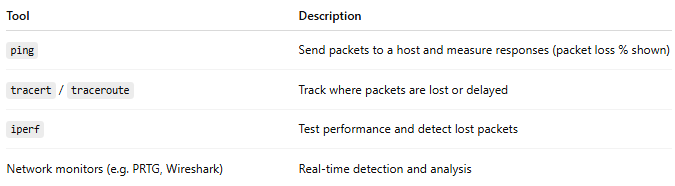 Tool Description
ping Send packets to a host and measure responses (packet loss % shown)
tracert / traceroute Track where packets are lost or delayed
iperf Test performance and detect lost packets
Network monitors (e.g. PRTG, Wireshark) Real-time detection and analysis